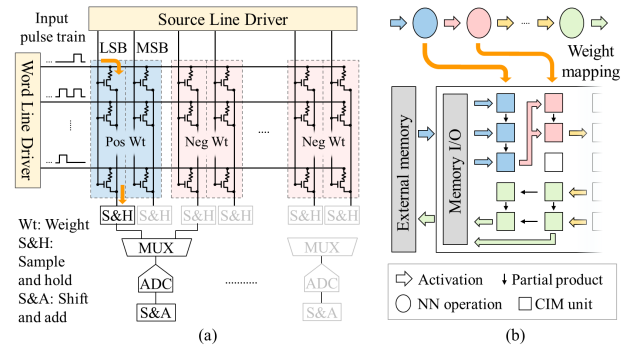 Input
pulse train
Source Line Driver
LSB
MSB
Word Line Driver
...
...
...
Pos Wt
Neg Wt
....
Neg Wt
S&H
S&H
S&H
S&H
S&H
S&H
Wt: Weight
S&H:
Sample
and hold
S&A: Shift
and add
MUX
MUX
ADC
...........
ADC
S&A
S&A
(a)
(b)
....
Weight
mapping
External memory
Memory I/O
Activation
Partial product
NN operation
CIM unit